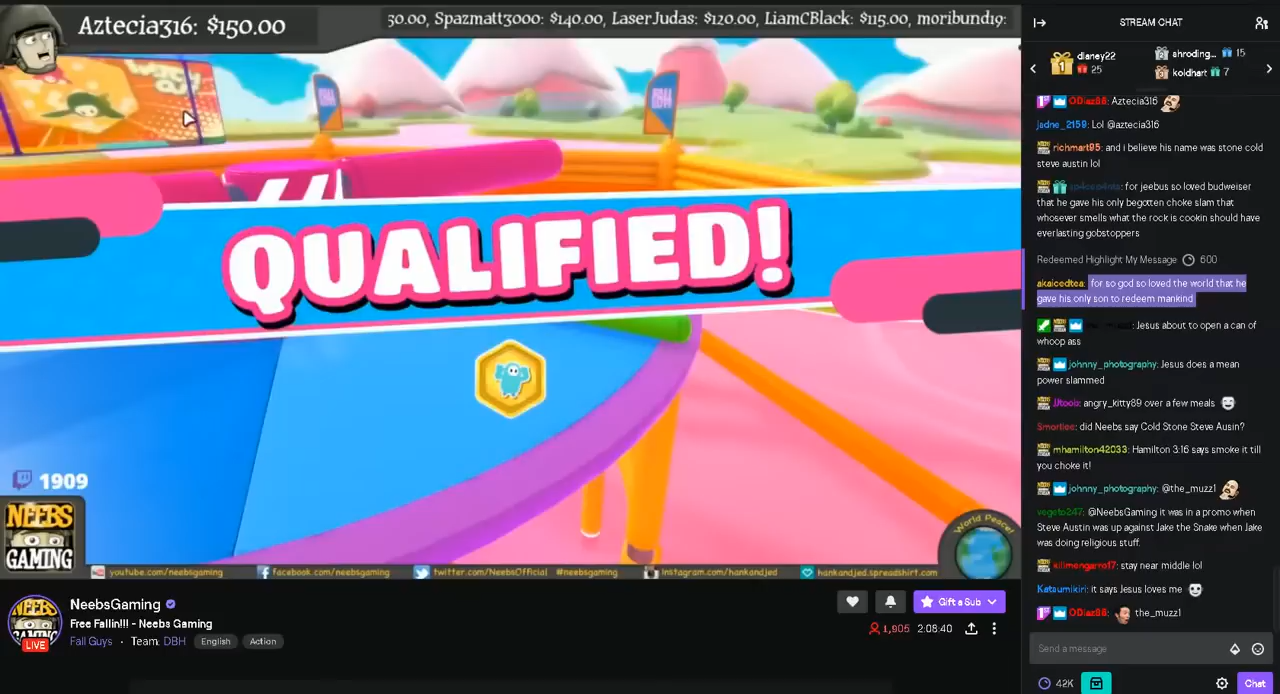 Aztecia316: $150.00
50.00, Spazmatt3000: $140.00, LaserJudas: $120.00, LiamCBlack: $115.00, moribund19:
QUALIFIED!
1909
NEEBS
GAMING
World Peace!
youtube.com/neebsgaming
facebook.com/neebsgaming
twitter.com/NeebsOfficial #neebsgaming
Instagram.com/hankandjed
hankandjed.spreadshirt.com
NEEBS
LIVE
NeebsGaming
Free Fallin!!! - Neebs Gaming
Fall Guys · Team: DBH English Action
Gift a Sub
1,905 2:08:40
STREAM CHAT
1 dlaney22
25
shroding... 15
koldhart 7
ODiaz86: Aztecia316
jadne_2159: Lol @aztecia316
richmart95: and i believe his name was stone cold
steve austin lol
for jeebus so loved budweiser
that he gave his only begotten choke slam that
whosever smells what the rock is cookin should have
everlasting gobstoppers
Redeemed Highlight My Message 600
akaicedtea: for so god so loved the world that he
gave his only son to redeem mankind
: Jesus about to open a can of
whoop ass
johnny_photography: Jesus does a mean
power slammed
JJtoob: angry_kitty89 over a few meals
Smortlee: did Neebs say Cold Stone Steve Ausin?
mhamilton42033: Hamilton 3:16 says smoke it till
you choke it!
johnny_photography: @the_muzz1
vegeto247: @NeebsGaming it was in a promo when
Steve Austin was up against Jake the Snake when Jake
was doing religious stuff.
kilimengarro17: stay near middle lol
Katsumikiri: it says Jesus loves me
ODiaz86: the_muzz1
Send a message
42K
Chat